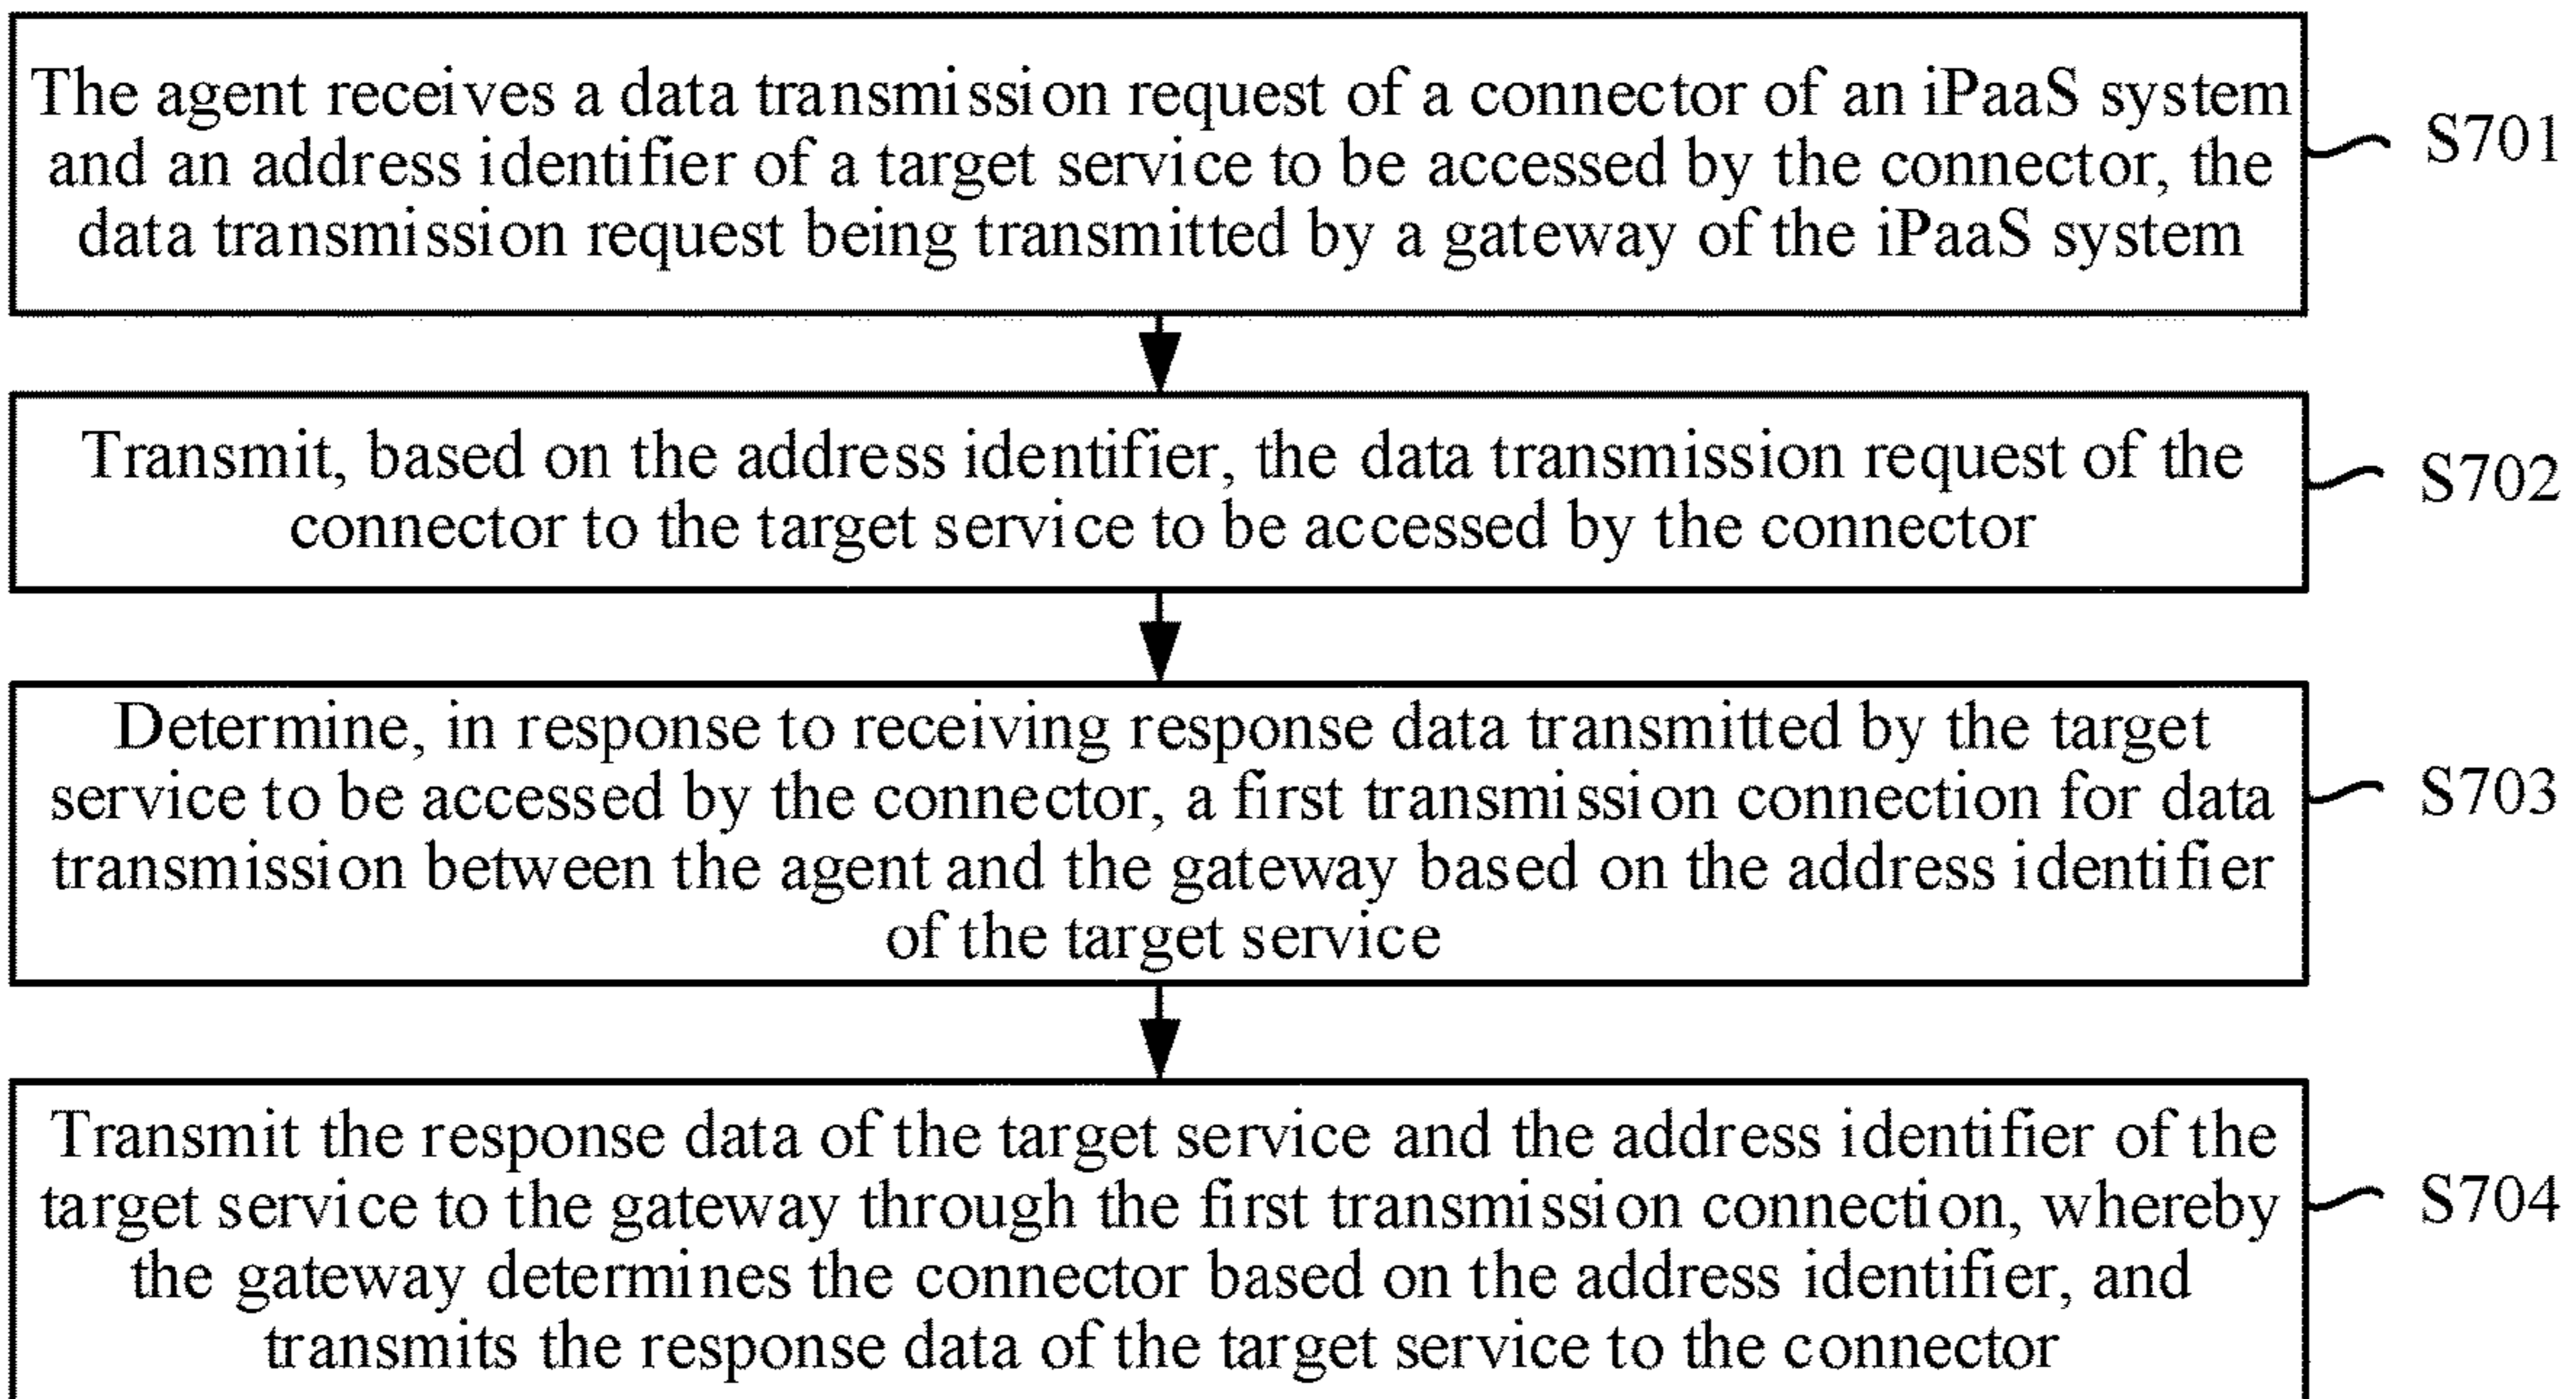 The agent receives a data transmission request of a connector of an iPaaS system
and an address identifier of a target service to be accessed by the connector, the
data transmission request being transmitted by a gateway of the iPaaS system
S701
Transmit, based on the address identifier, the data transmission request of the
connector to the target service to be accessed by the connector
S702
Determine, in response to receiving response data transmitted by the target
service to be accessed by the connector, a first transmission connection for data
transmission between the agent and the gateway based on the address identifier
of the target service
S703
Transmit the response data of the target service and the address identifier of the
target service to the gateway through the first transmission connection, whereby
the gateway determines the connector based on the address identifier, and
transmits the response data of the target service to the connector
S704